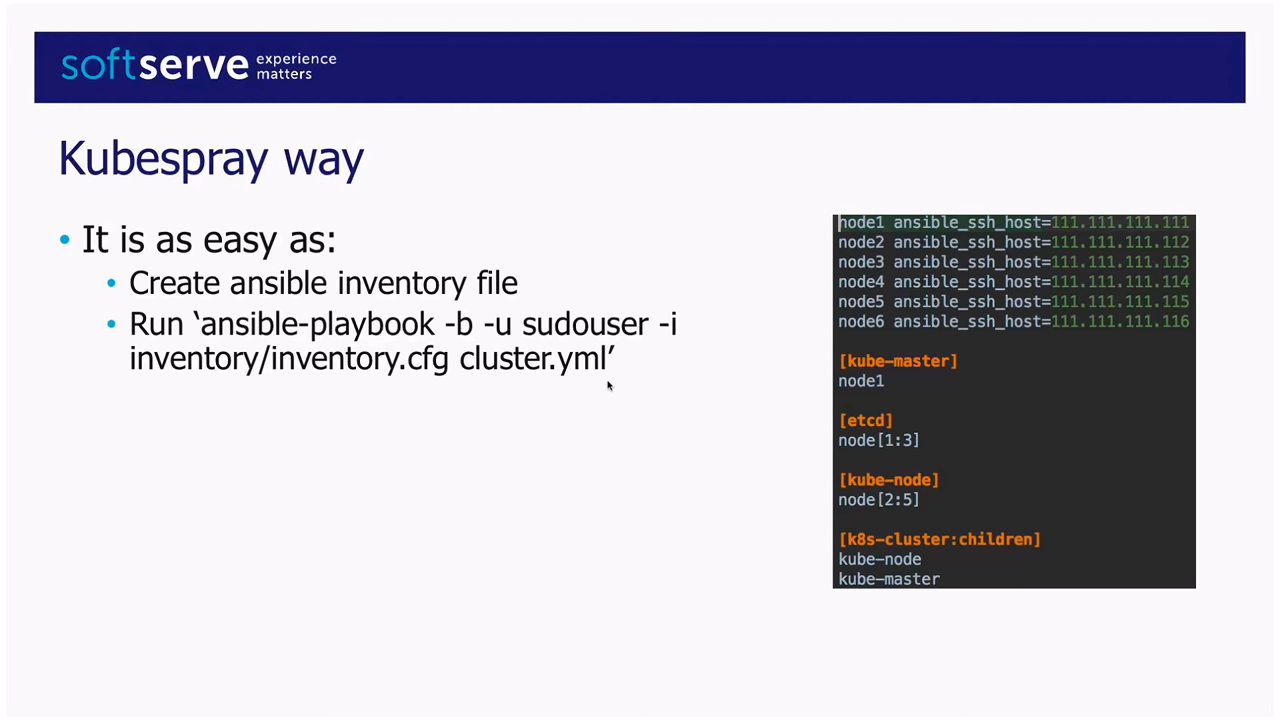 softserve experience
matters
Kubespray way
• It is as easy as:
• Create ansible inventory file
• Run ‘ansible-playbook -b -u sudouser -i
inventory/inventory.cfg cluster.yml’
node1 ansible_ssh_host=111.111.111.111
node2 ansible_ssh_host=111.111.111.112
node3 ansible_ssh_host=111.111.111.113
node4 ansible_ssh_host=111.111.111.114
node5 ansible_ssh_host=111.111.111.115
node6 ansible_ssh_host=111.111.111.116
[kube-master]
node1
[etcd]
node[1:3]
[kube-node]
node[2:5]
[k8s-cluster:children]
kube-node
kube-master